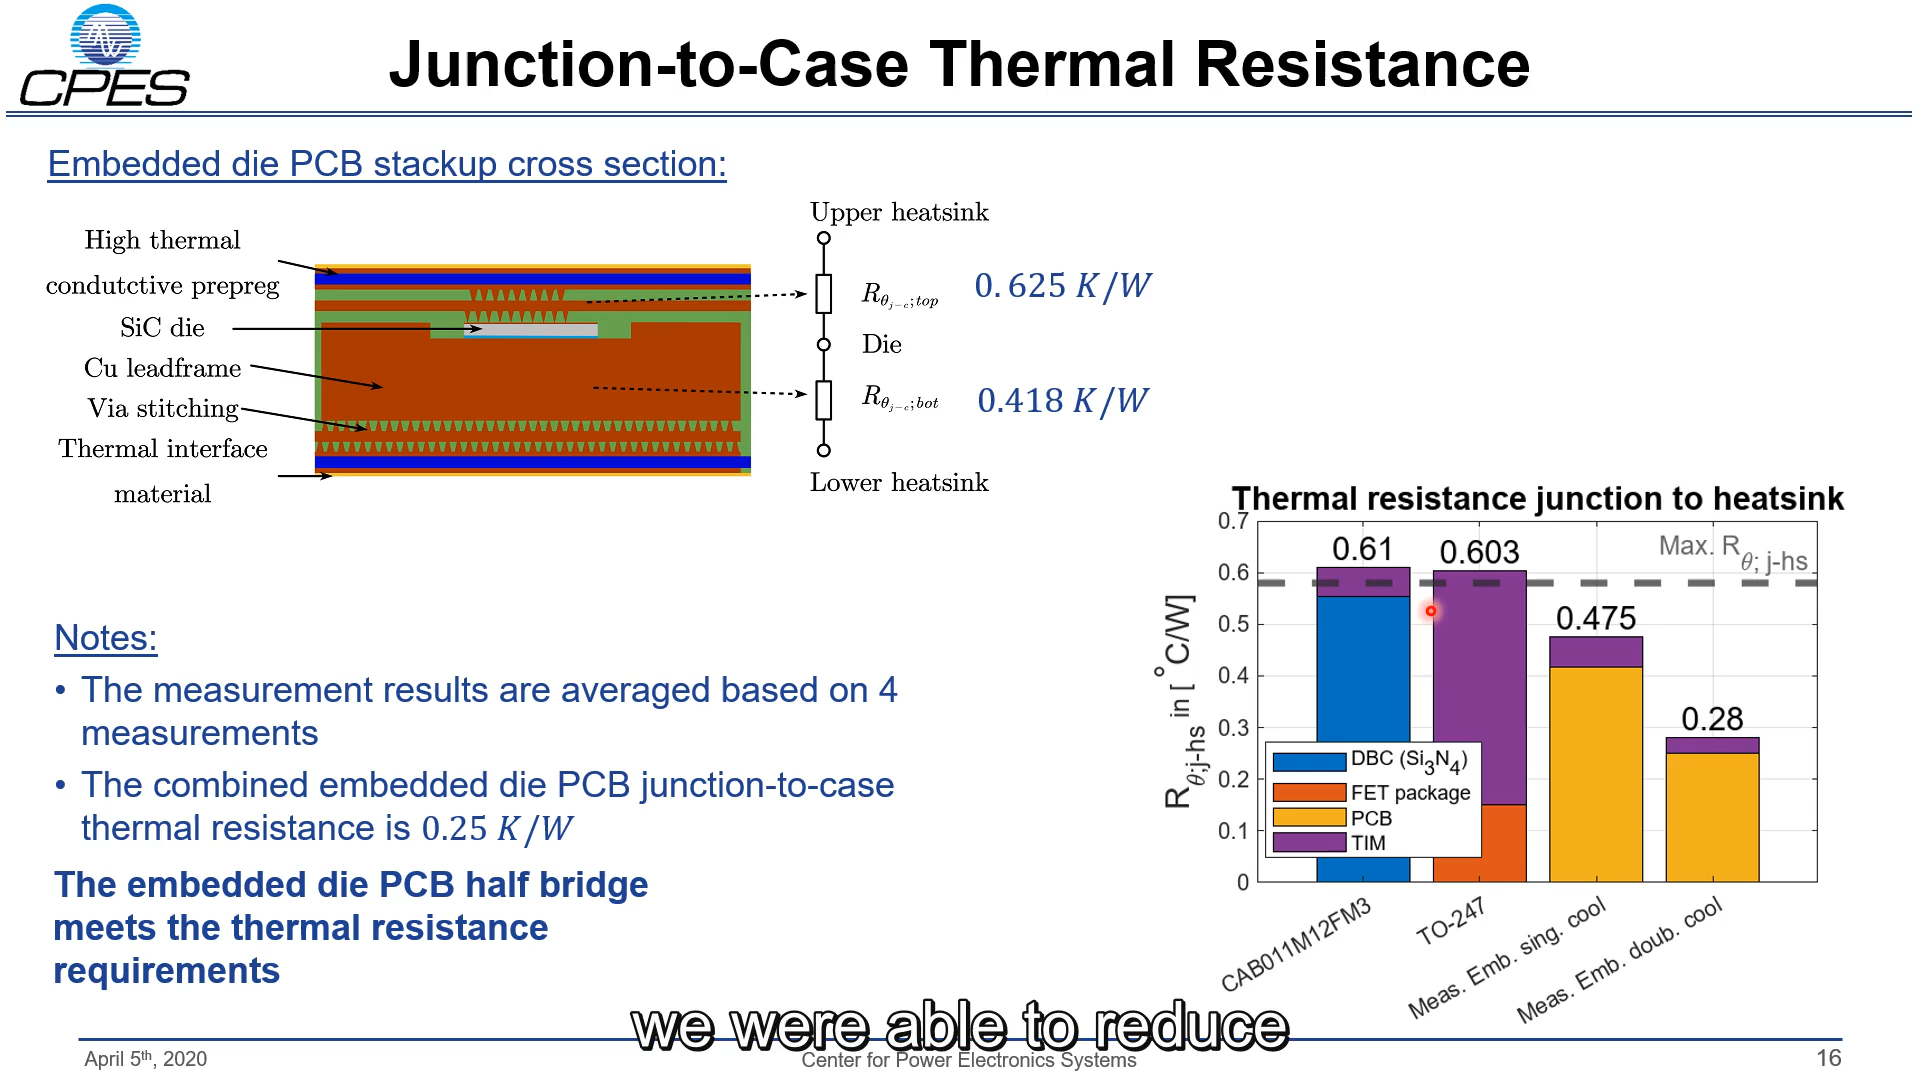 CPES
Junction-to-Case Thermal Resistance
Embedded die PCB stackup cross section:
High thermal
condutctive prepreg
SiC die
Cu leadframe
Via stitching
Thermal interface
material
Upper heatsink
Rθj−c;top
0.625 K/W
Die
Rθj−c;bot
0.418 K/W
Lower heatsink
Notes:
• The measurement results are averaged based on 4
measurements
• The combined embedded die PCB junction-to-case
thermal resistance is 0.25 K/W
The embedded die PCB half bridge
meets the thermal resistance
requirements
Thermal resistance junction to heatsink
Rθ;j-hs in [°C/W]
0.7
0.6
0.5
0.4
0.3
0.2
0.1
0
0.61
0.603
0.475
0.28
Max. Rθ; j-hs
DBC (Si3N4)
FET package
PCB
TIM
CAB011M12FM3
TO-247
Meas. Emb. sing. cool
Meas. Emb. doub. cool
we were able to reduce
April 5th, 2020
Center for Power Electronics Systems
16